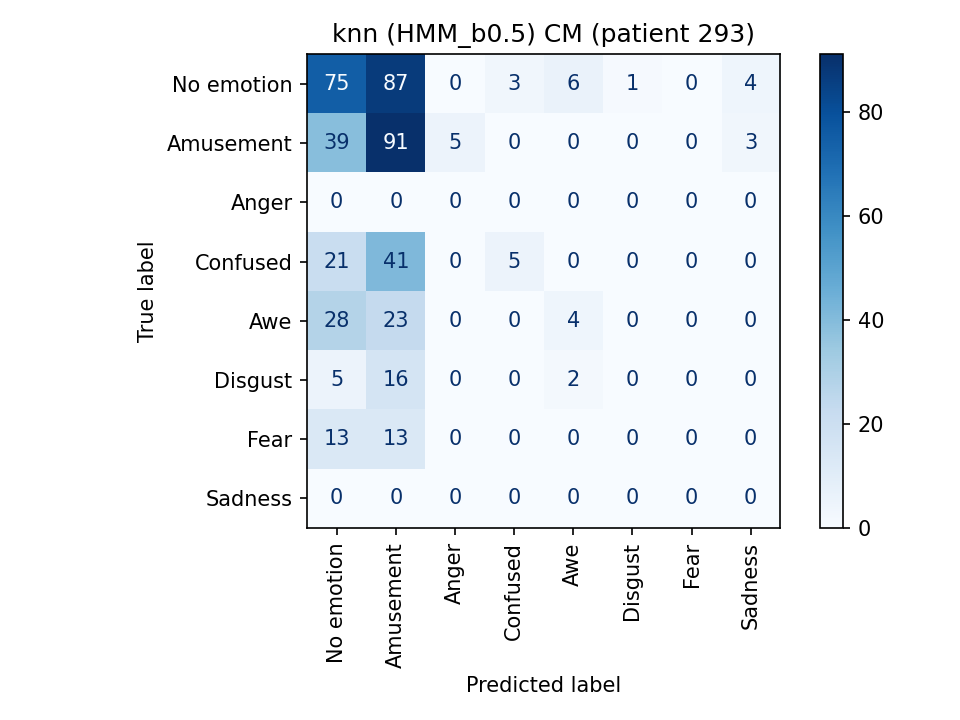 knn (HMM_b0.5) CM (patient 293)
True label
No emotion 75 87 0 3 6 1 0 4
Amusement 39 91 5 0 0 0 0 3
Anger 0 0 0 0 0 0 0 0
Confused 21 41 0 5 0 0 0 0
Awe 28 23 0 0 4 0 0 0
Disgust 5 16 0 0 2 0 0 0
Fear 13 13 0 0 0 0 0 0
Sadness 0 0 0 0 0 0 0 0
No emotion
Amusement
Anger
Confused
Awe
Disgust
Fear
Sadness
Predicted label
80
60
40
20
0